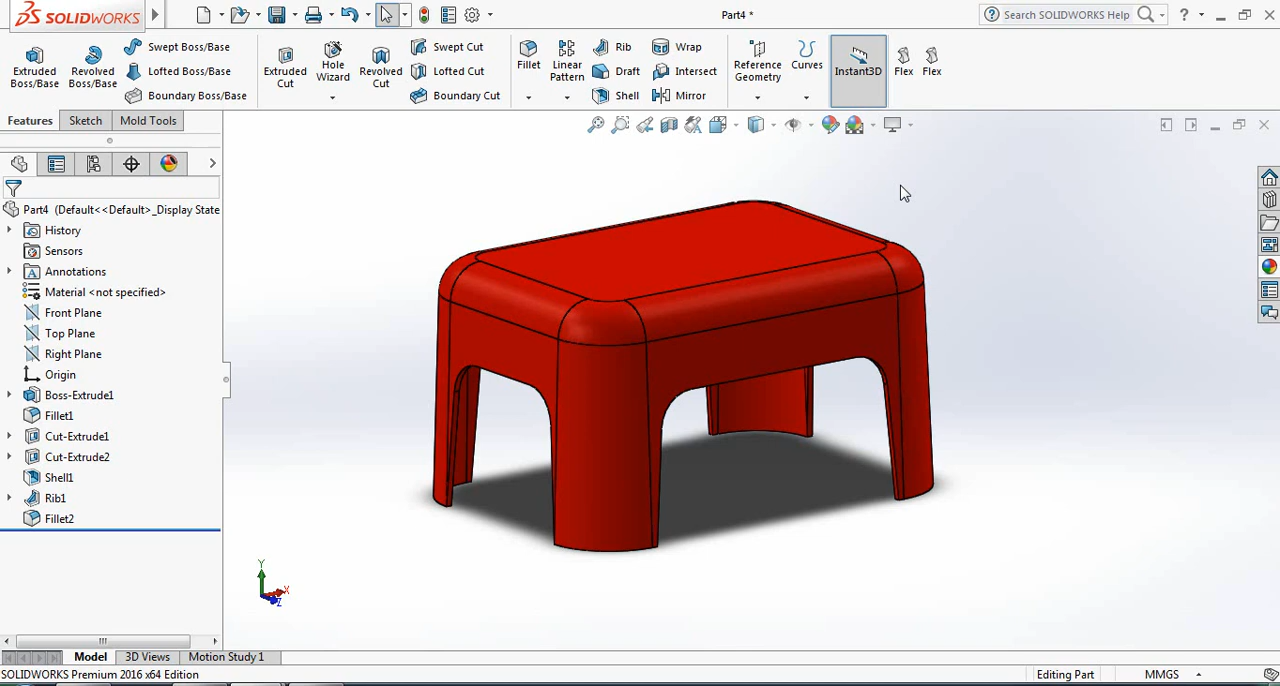 SOLIDWORKS
Part4 *
Search SOLIDWORKS Help
?
Extruded Boss/Base
Revolved Boss/Base
Swept Boss/Base
Lofted Boss/Base
Boundary Boss/Base
Extruded Cut
Hole Wizard
Revolved Cut
Swept Cut
Lofted Cut
Boundary Cut
Fillet
Linear Pattern
Rib
Draft
Shell
Wrap
Intersect
Mirror
Reference Geometry
Curves
Instant3D
Flex
Flex
Features
Sketch
Mold Tools
Part4 (Default<<Default>_Display State
History
Sensors
Annotations
Material <not specified>
Front Plane
Top Plane
Right Plane
Origin
Boss-Extrude1
Fillet1
Cut-Extrude1
Cut-Extrude2
Shell1
Rib1
Fillet2
Y
X
Z
Model
3D Views
Motion Study 1
SOLIDWORKS Premium 2016 x64 Edition
Editing Part
MMGS